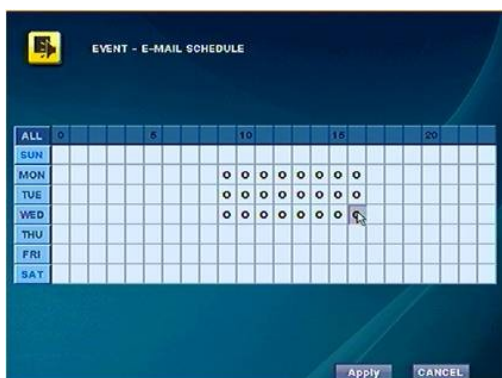 EVENT - E-MAIL SCHEDULE
ALL 0 5 10 15 20
SUN
MON O O O O O O O O
TUE O O O O O O O O
WED O O O O O O O O
THU
FRI
SAT
Apply CANCEL